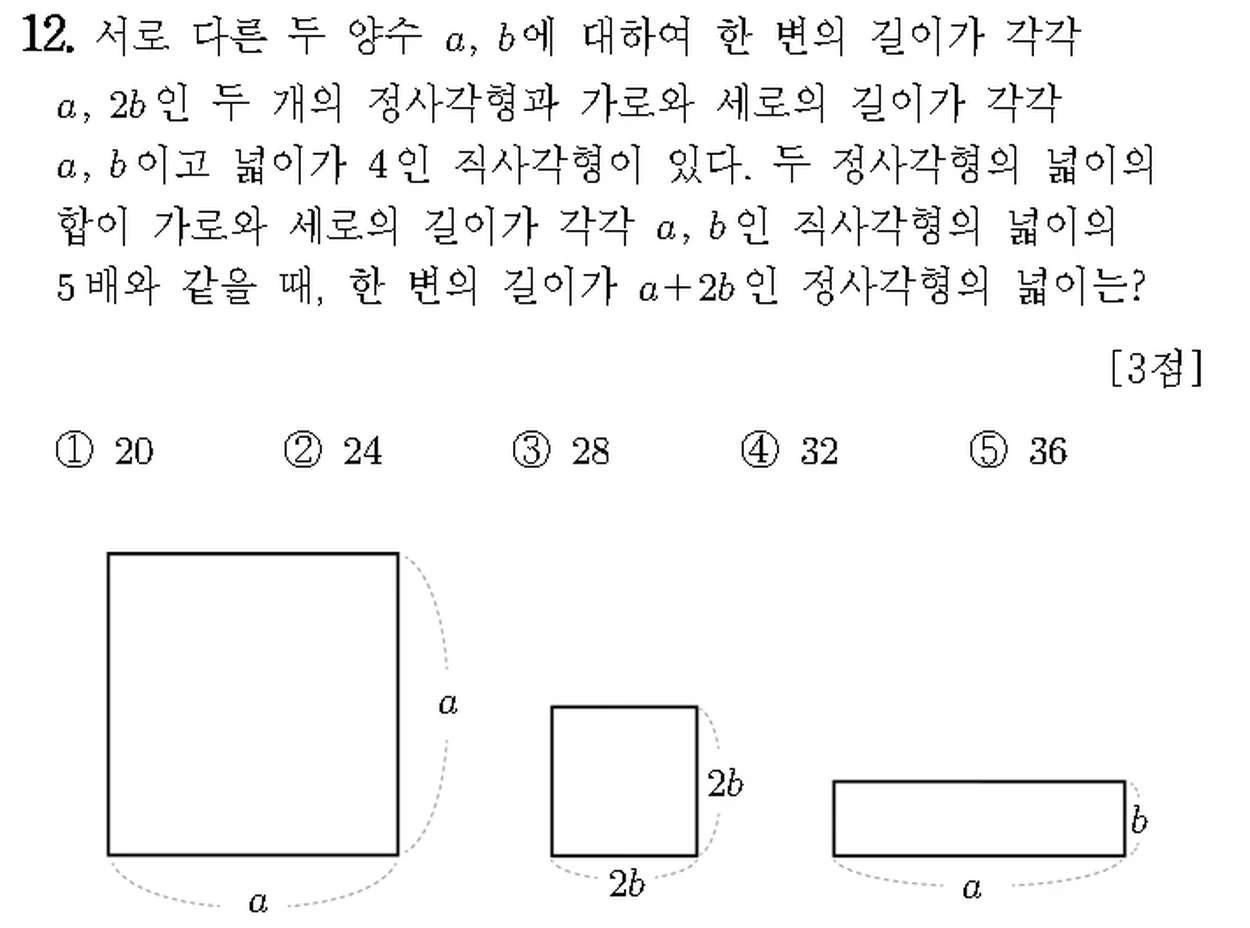 12. 서로 다른 두 양수 a, b에 대하여 한 변의 길이가 각각
a, 2b인 두 개의 정사각형과 가로와 세로의 길이가 각각
a, b이고 넓이가 4인 직사각형이 있다. 두 정사각형의 넓이의
합이 가로와 세로의 길이가 각각 a, b인 직사각형의 넓이의
5배와 같을 때, 한 변의 길이가 a+2b인 정사각형의 넓이는?
[3점]
① 20 ② 24 ③ 28 ④ 32 ⑤ 36
a
2b
b
a
2b
a